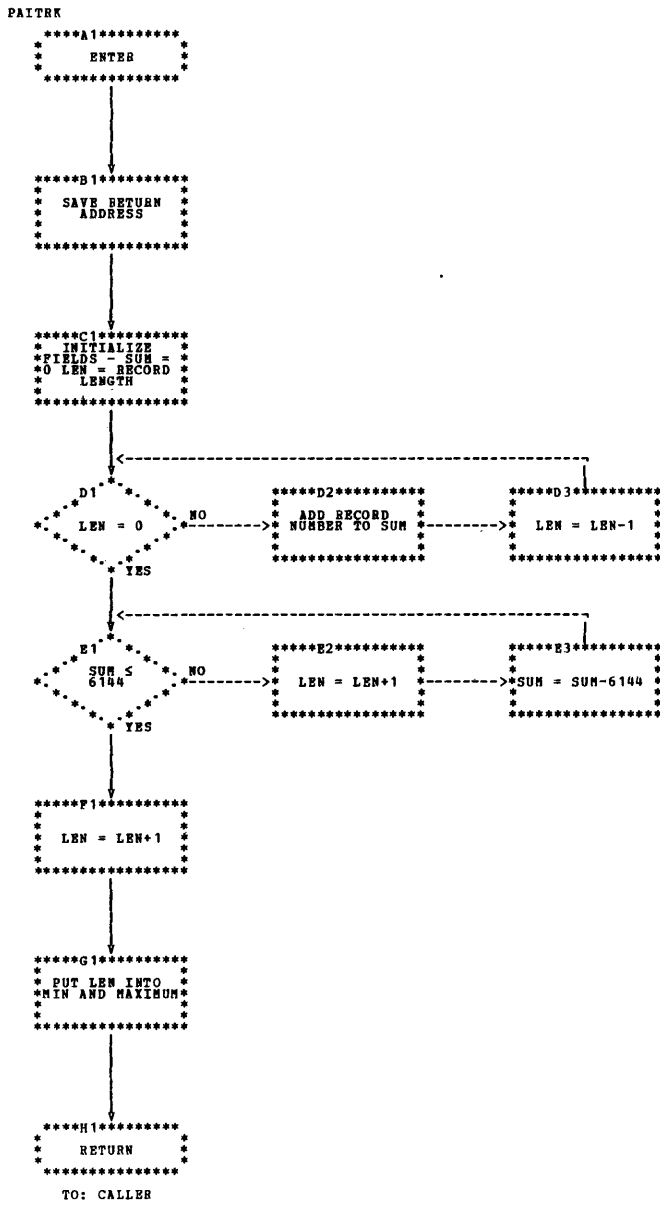 PAITRK
A1
ENTER
B1
SAVE RETURN
ADDRESS
C1
INITIALIZE
FIELDS - SUM =
0 LEN = RECORD
LENGTH
D1
LEN = 0
NO
YES
D2
ADD RECORD
NUMBER TO SUM
D3
LEN = LEN-1
E1
SUM ≤
6144
NO
YES
E2
LEN = LEN+1
E3
SUM = SUM-6144
F1
LEN = LEN+1
G1
PUT LEN INTO
MIN AND MAXIMUM
H1
RETURN
TO: CALLER